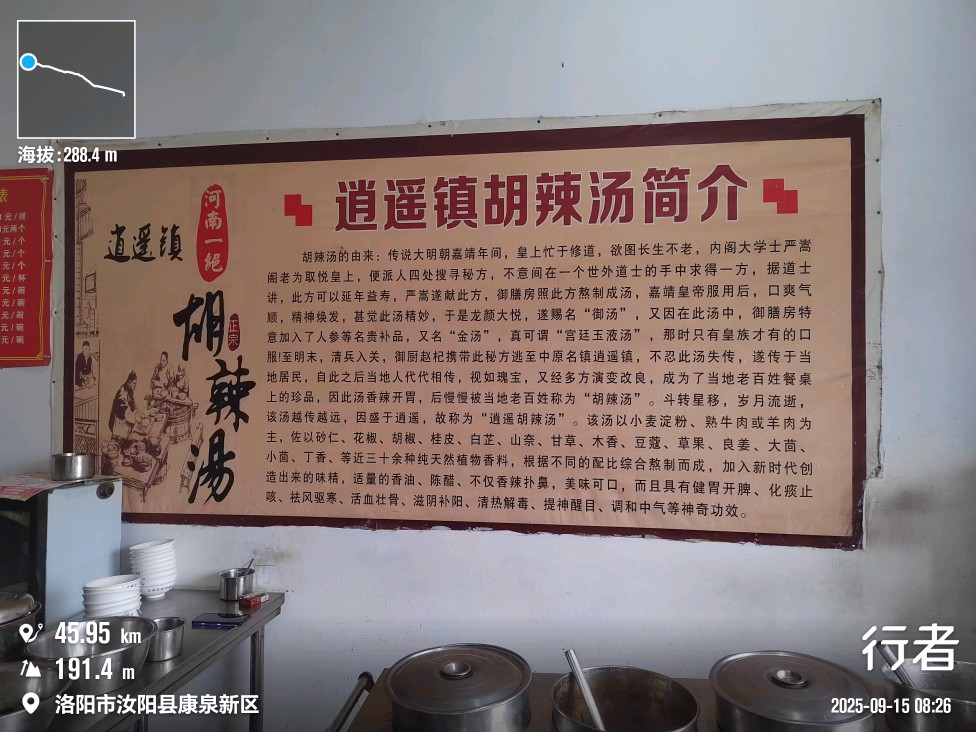 海拔:288.4 m
表
元/根
元两个
元/个
元/个
元/个
元/杯
元/碗
元/碗
元/碗
元/碗
元/碗
逍遥镇
河南一绝
胡辣汤
正宗
逍遥镇胡辣汤简介
胡辣汤的由来：传说大明朝嘉靖年间，皇上忙于修道，欲图长生不老，内阁大学士严嵩
阁老为取悦皇上，便派人四处搜寻秘方，不意间在一个世外道士的手中求得一方，据道士
讲，此方可以延年益寿，严嵩遂献此方，御膳房照此方熬制成汤，嘉靖皇帝服用后，口爽气
顺，精神焕发，甚觉此汤精妙，于是龙颜大悦，遂赐名“御汤”，又因在此汤中，御膳房特
意加入了人参等名贵补品，又名“金汤”，真可谓“宫廷玉液汤”，那时只有皇族才有的口
服!至明末，清兵入关，御厨赵杞携带此秘方逃至中原名镇逍遥镇，不忍此汤失传，遂传于当
地居民，自此之后当地人代代相传，视如瑰宝，又经多方演变改良，成为了当地老百姓餐桌
上的珍品，因此汤香辣开胃，后慢慢被当地老百姓称为“胡辣汤”。斗转星移，岁月流逝，
该汤越传越远，因盛于逍遥，故称为“逍遥胡辣汤”。该汤以小麦淀粉、熟牛肉或羊肉为
主，佐以砂仁、花椒、胡椒、桂皮、白芷、山奈、甘草、木香、豆蔻、草果、良姜、大茴、
小茴、丁香、等近三十余种纯天然植物香料，根据不同的配比综合熬制而成，加入新时代创
造出来的味精，适量的香油、陈醋、不仅香辣扑鼻，美味可口，而且具有健胃开脾、化痰止
咳、祛风驱寒、活血壮骨、滋阴补阳、清热解毒、提神醒目、调和中气等神奇功效。
45.95 km
191.4 m
洛阳市汝阳县康泉新区
行者
2025-09-15 08:26